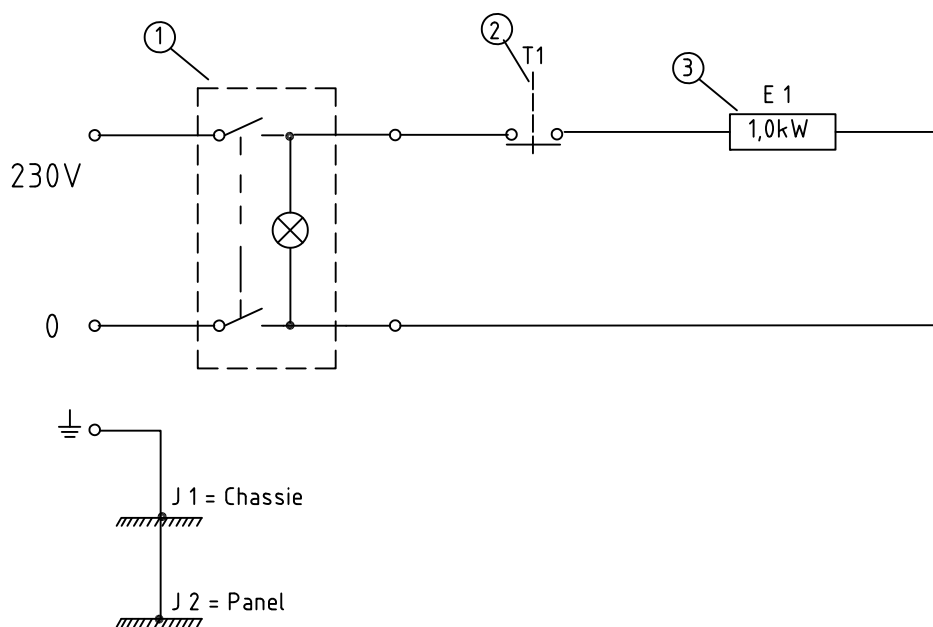 1
2
T1
3
E 1
1,0kW
230V
0
J 1 = Chassie
J 2 = Panel